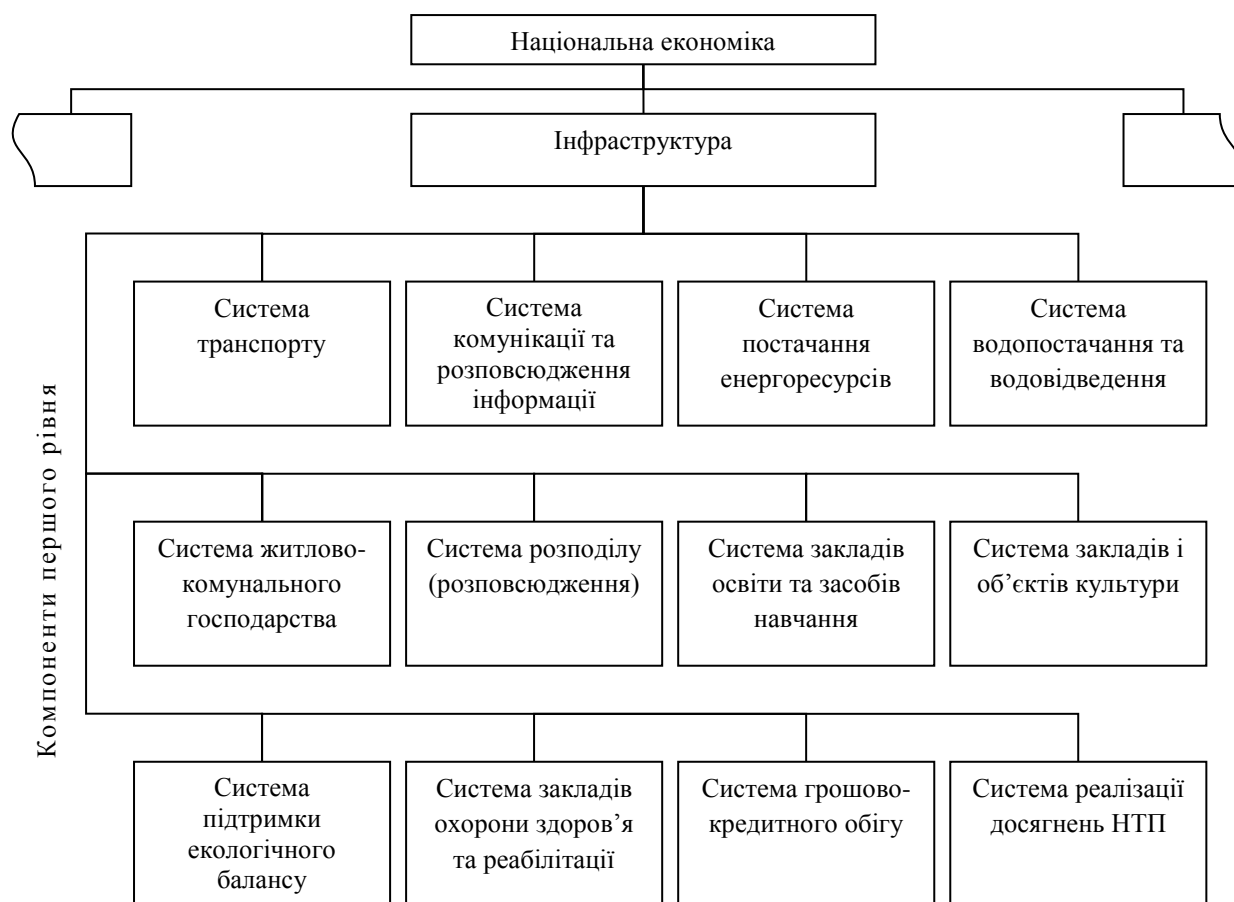 Національна економіка
Інфраструктура
Компоненти першого рівня
Система
транспорту
Система
комунікації та
розповсюдження
інформації
Система
постачання
енергоресурсів
Система
водопостачання та
водовідведення
Система житлово-
комунального
господарства
Система розподілу
(розповсюдження)
Система закладів
освіти та засобів
навчання
Система закладів і
об’єктів культури
Система
підтримки
екологічного
балансу
Система закладів
охорони здоров’я
та реабілітації
Система грошово-
кредитного обігу
Система реалізації
досягнень НТП